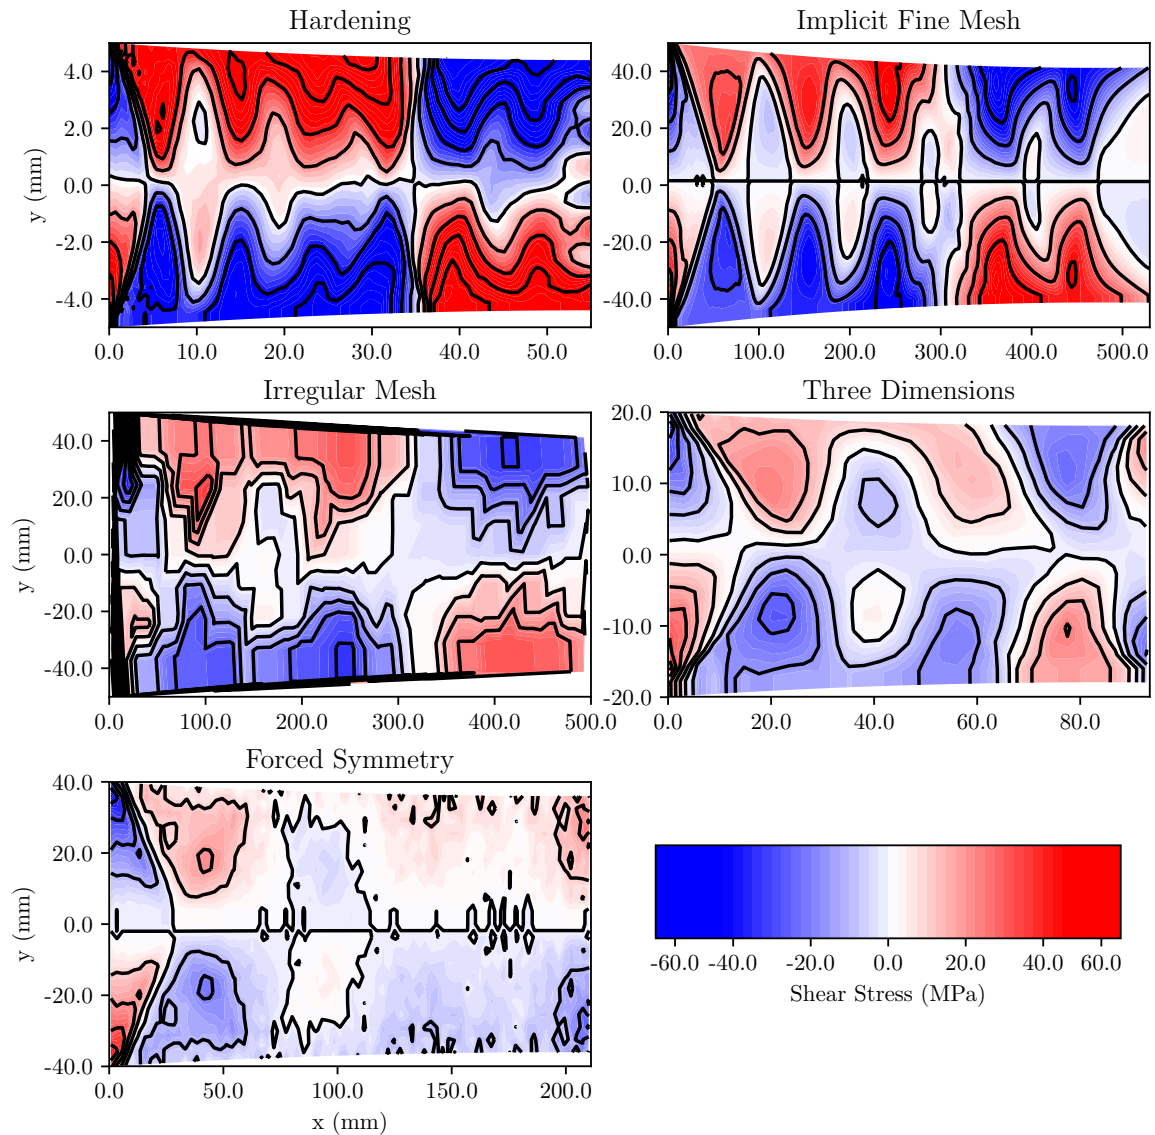 Hardening
Implicit Fine Mesh
4.0
2.0
0.0
-2.0
-4.0
y (mm)
0.0 10.0 20.0 30.0 40.0 50.0
40.0
20.0
0.0
-20.0
-40.0
0.0 100.0 200.0 300.0 400.0 500.0
Irregular Mesh
Three Dimensions
40.0
20.0
0.0
-20.0
-40.0
y (mm)
0.0 100.0 200.0 300.0 400.0 500.0
20.0
10.0
0.0
-10.0
-20.0
0.0 20.0 40.0 60.0 80.0
Forced Symmetry
40.0
20.0
0.0
-20.0
-40.0
y (mm)
0.0 50.0 100.0 150.0 200.0
x (mm)
-60.0 -40.0 -20.0 0.0 20.0 40.0 60.0
Shear Stress (MPa)